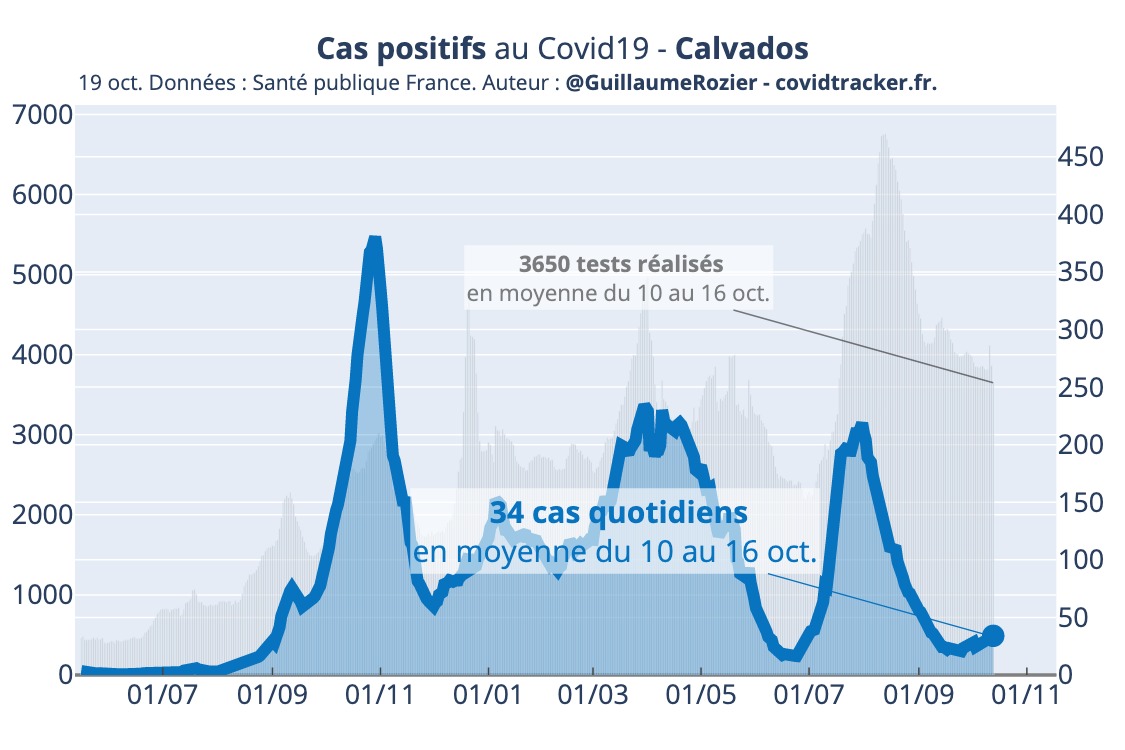 Cas positifs au Covid19 - Calvados
19 oct. Données : Santé publique France. Auteur : @GuillaumeRozier - covidtracker.fr.
7000
6000
5000
4000
3000
2000
1000
0
450
400
350
300
250
200
150
100
50
0
3650 tests réalisés
en moyenne du 10 au 16 oct.
34 cas quotidiens
en moyenne du 10 au 16 oct.
01/07 01/09 01/11 01/01 01/03 01/05 01/07 01/09 01/11